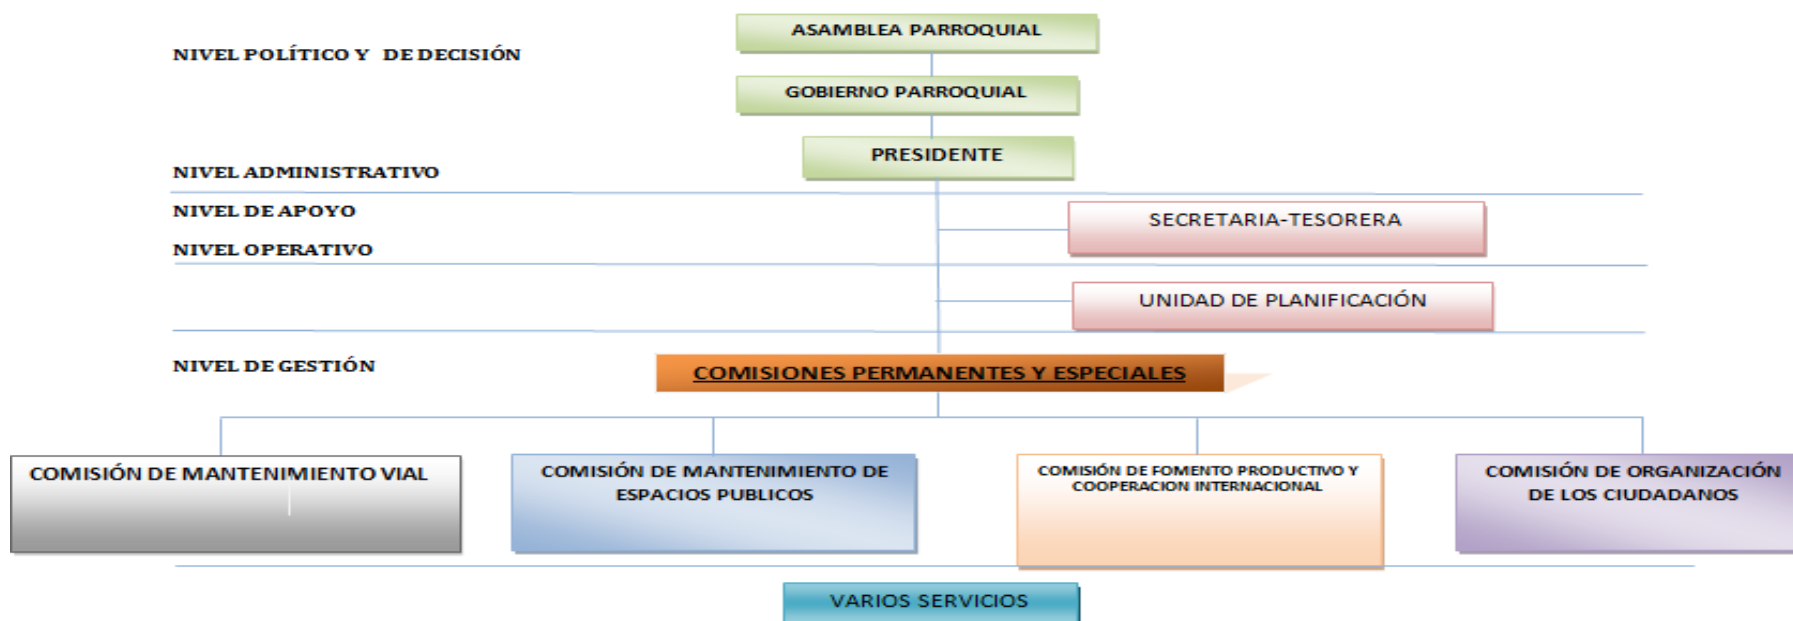 ASAMBLEA PARROQUIAL
NIVEL POLÍTICO Y DE DECISIÓN
GOBIERNO PARROQUIAL
PRESIDENTE
NIVEL ADMINISTRATIVO
NIVEL DE APOYO
SECRETARIA-TESORERA
NIVEL OPERATIVO
UNIDAD DE PLANIFICACIÓN
NIVEL DE GESTIÓN
COMISIONES PERMANENTES Y ESPECIALES
COMISIÓN DE MANTENIMIENTO VIAL
COMISIÓN DE MANTENIMIENTO DE
ESPACIOS PUBLICOS
COMISIÓN DE FOMENTO PRODUCTIVO Y
COOPERACION INTERNACIONAL
COMISIÓN DE ORGANIZACIÓN
DE LOS CIUDADANOS
VARIOS SERVICIOS